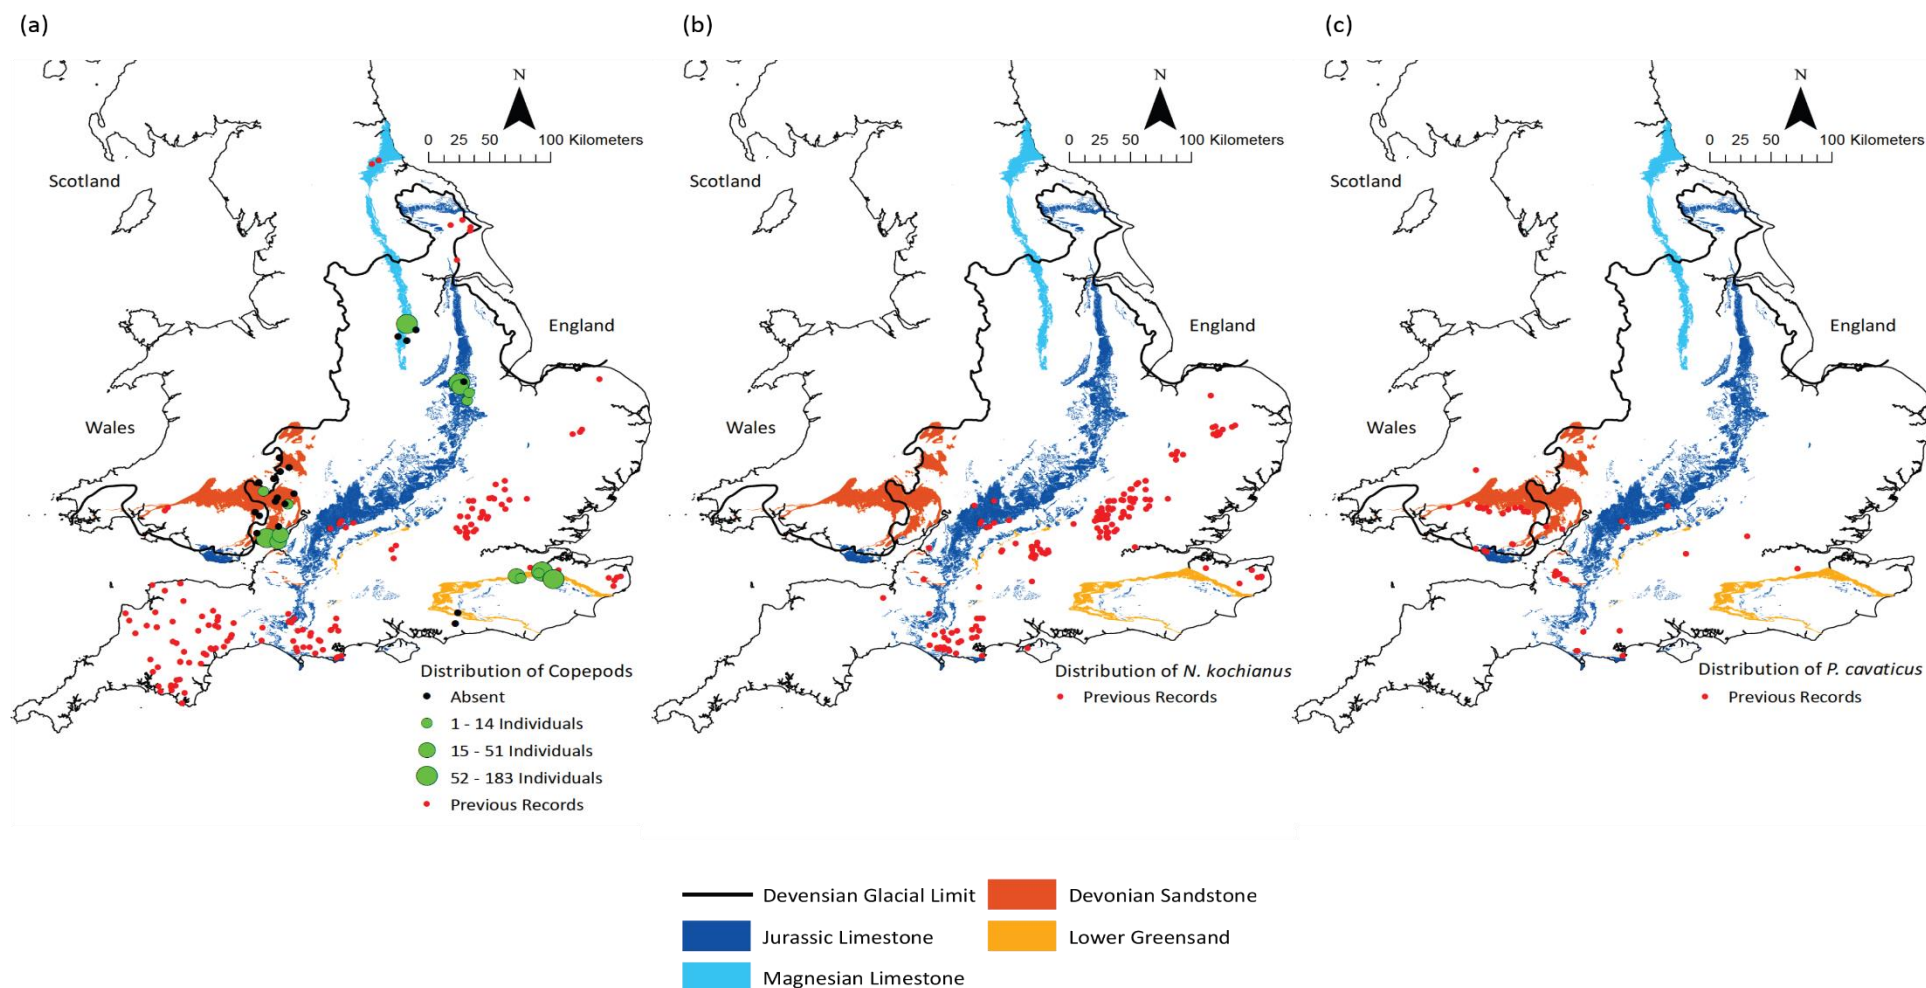 (a)
N
0 25 50 100 Kilometers
Scotland
England
Wales
Distribution of Copepods
Absent
1 - 14 Individuals
15 - 51 Individuals
52 - 183 Individuals
Previous Records
(b)
N
0 25 50 100 Kilometers
Scotland
England
Wales
Distribution of N. kochianus
Previous Records
(c)
N
0 25 50 100 Kilometers
Scotland
England
Wales
Distribution of P. cavaticus
Previous Records
Devensian Glacial Limit
Devonian Sandstone
Jurassic Limestone
Lower Greensand
Magnesian Limestone